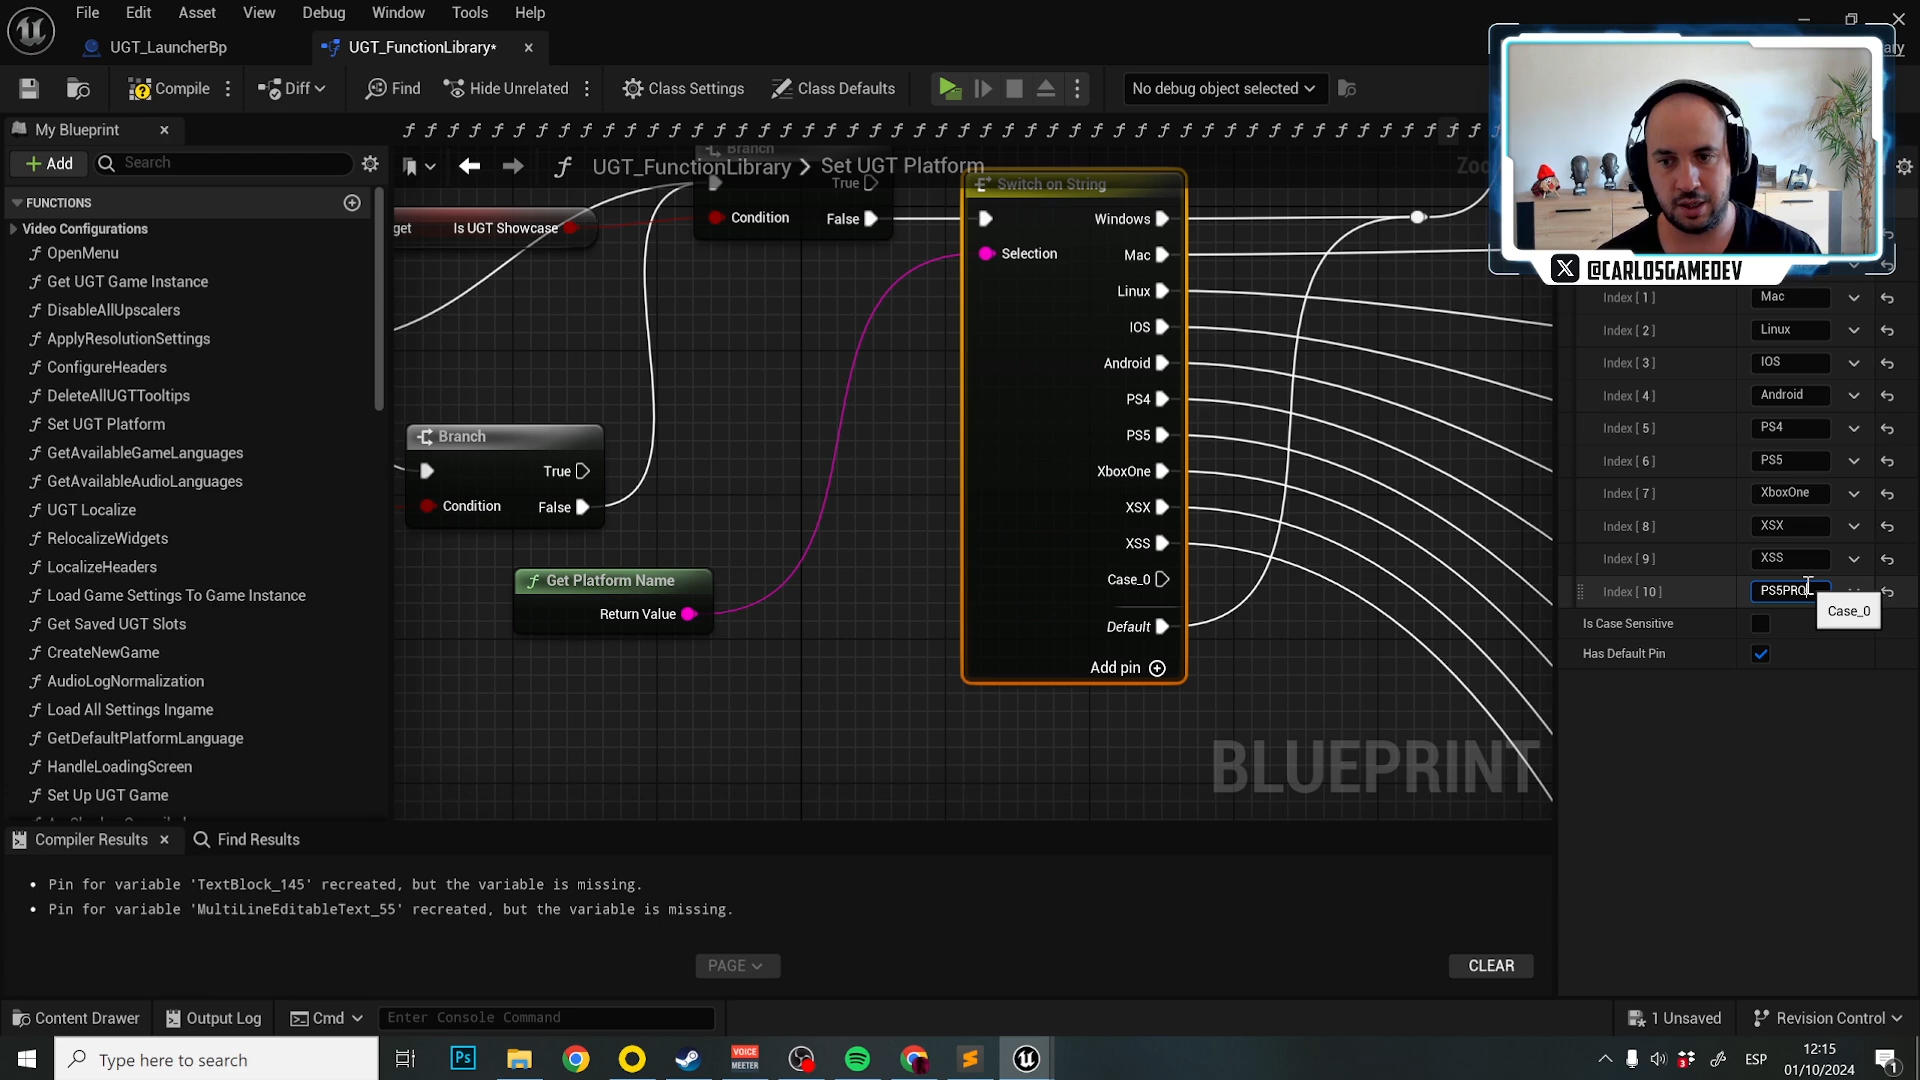 File Edit Asset View Debug Window Tools Help
UGT_LauncherBp
UGT_FunctionLibrary*
Compile
Diff
Find
Hide Unrelated
Class Settings
Class Defaults
No debug object selected
My Blueprint
Add
Search
UGT_FunctionLibrary > Set UGT Platform
FUNCTIONS
Video Configurations
OpenMenu
Get UGT Game Instance
DisableAllUpscalers
ApplyResolutionSettings
ConfigureHeaders
DeleteAllUGTTooltips
Set UGT Platform
GetAvailableGameLanguages
GetAvailableAudioLanguages
UGT Localize
RelocalizeWidgets
LocalizeHeaders
Load Game Settings To Game Instance
Get Saved UGT Slots
CreateNewGame
AudioLogNormalization
Load All Settings Ingame
GetDefaultPlatformLanguage
HandleLoadingScreen
Set Up UGT Game
Branch
True
Condition
False
get
Is UGT Showcase
Branch
True
Condition
False
Get Platform Name
Return Value
Switch on String
Selection
Windows
Mac
Linux
IOS
Android
PS4
PS5
XboxOne
XSX
XSS
Case_0
Default
Add pin
BLUEPRINT
X @CARLOSGAMEDEV
Index [ 1 ] Mac
Index [ 2 ] Linux
Index [ 3 ] IOS
Index [ 4 ] Android
Index [ 5 ] PS4
Index [ 6 ] PS5
Index [ 7 ] XboxOne
Index [ 8 ] XSX
Index [ 9 ] XSS
Index [ 10 ] PS5PRO
Case_0
Is Case Sensitive
Has Default Pin
Compiler Results
Find Results
• Pin for variable 'TextBlock_145' recreated, but the variable is missing.
• Pin for variable 'MultiLineEditableText_55' recreated, but the variable is missing.
PAGE
CLEAR
Content Drawer
Output Log
Cmd
Enter Console Command
1 Unsaved
Revision Control
Type here to search
Ps
VOICE
MEETER
ESP
12:15
01/10/2024
1